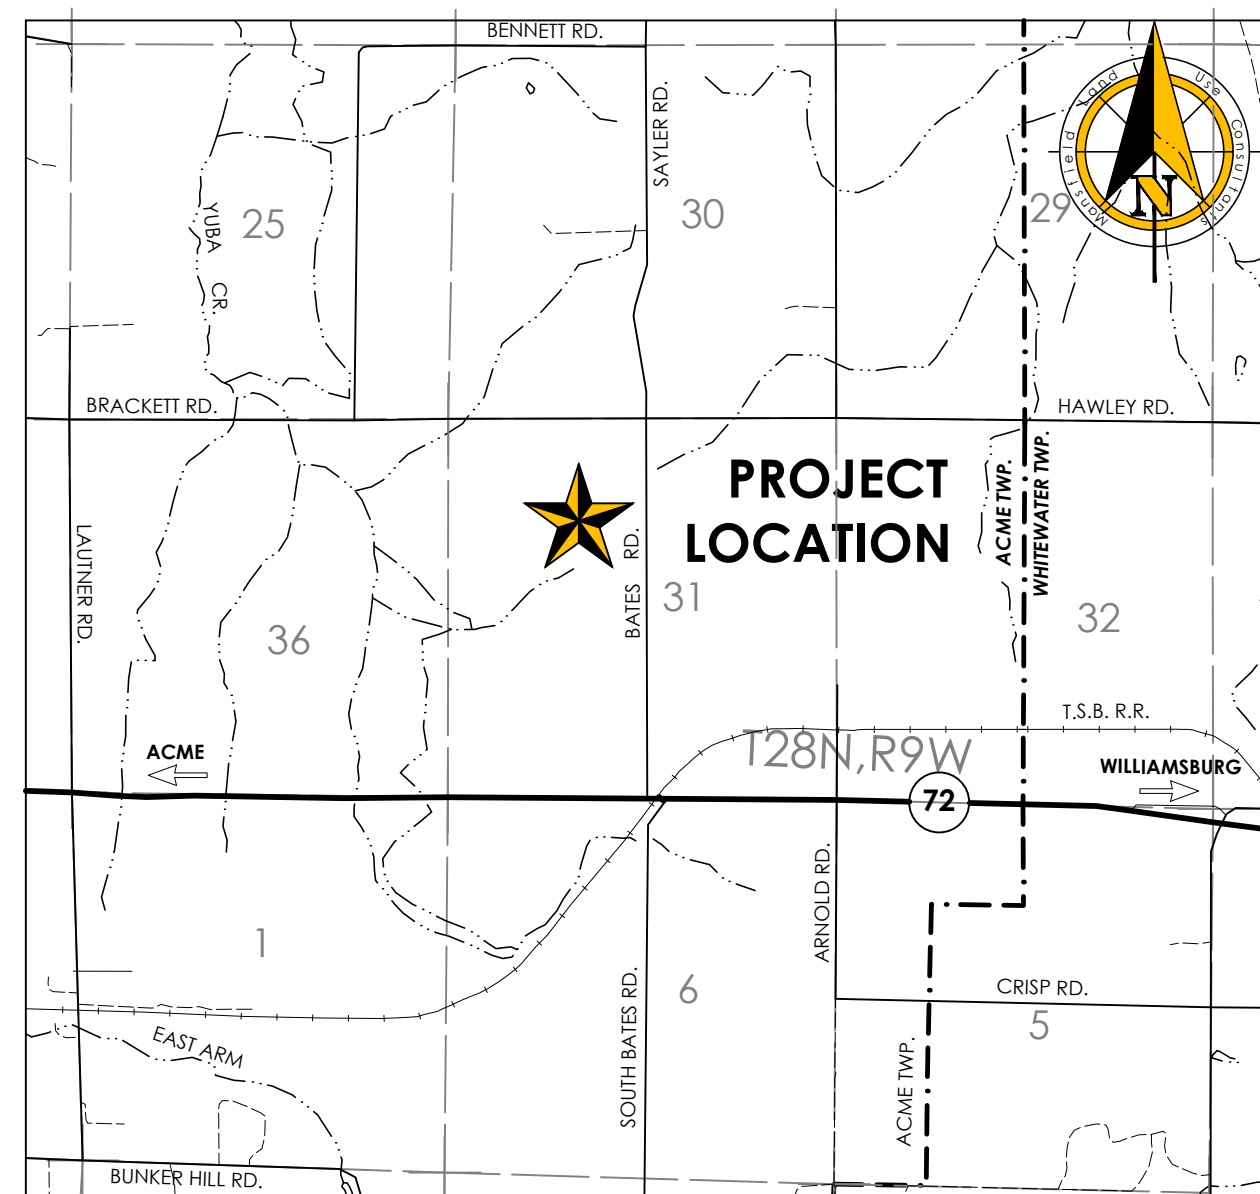 BENNETT RD.
SAYLER RD.
Mansfield Land Use Consultants
N
YUBA CR.
25
30
29
BRACKETT RD.
HAWLEY RD.
PROJECT
LOCATION
ACME TWP.
WHITEWATER TWP.
LAUTNER RD.
BATES RD.
31
32
36
T.S.B. R.R.
T28N,R9W
ACME
WILLIAMSBURG
72
ARNOLD RD.
1
6
SOUTH BATES RD.
CRISP RD.
5
EAST ARM
ACME TWP.
BUNKER HILL RD.